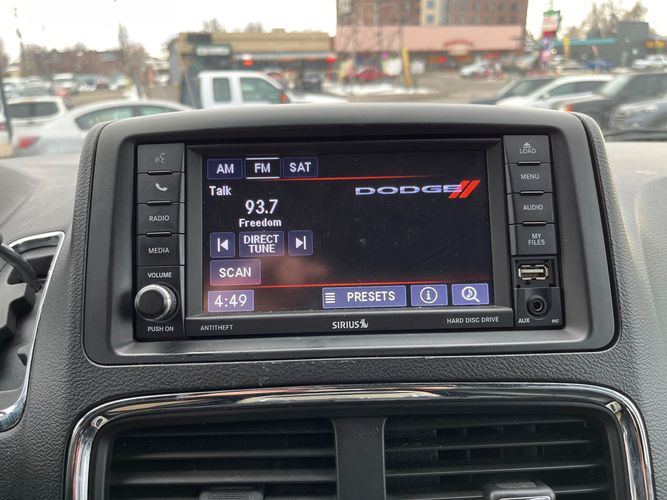 LOAD
MENU
AUDIO
MY
FILES
RADIO
MEDIA
VOLUME
PUSH ON
AM FM SAT
Talk
DODGE
93.7
Freedom
DIRECT
TUNE
SCAN
4:49
PRESETS
i
ANTITHEFT
SIRIUS
HARD DISC DRIVE
AUX